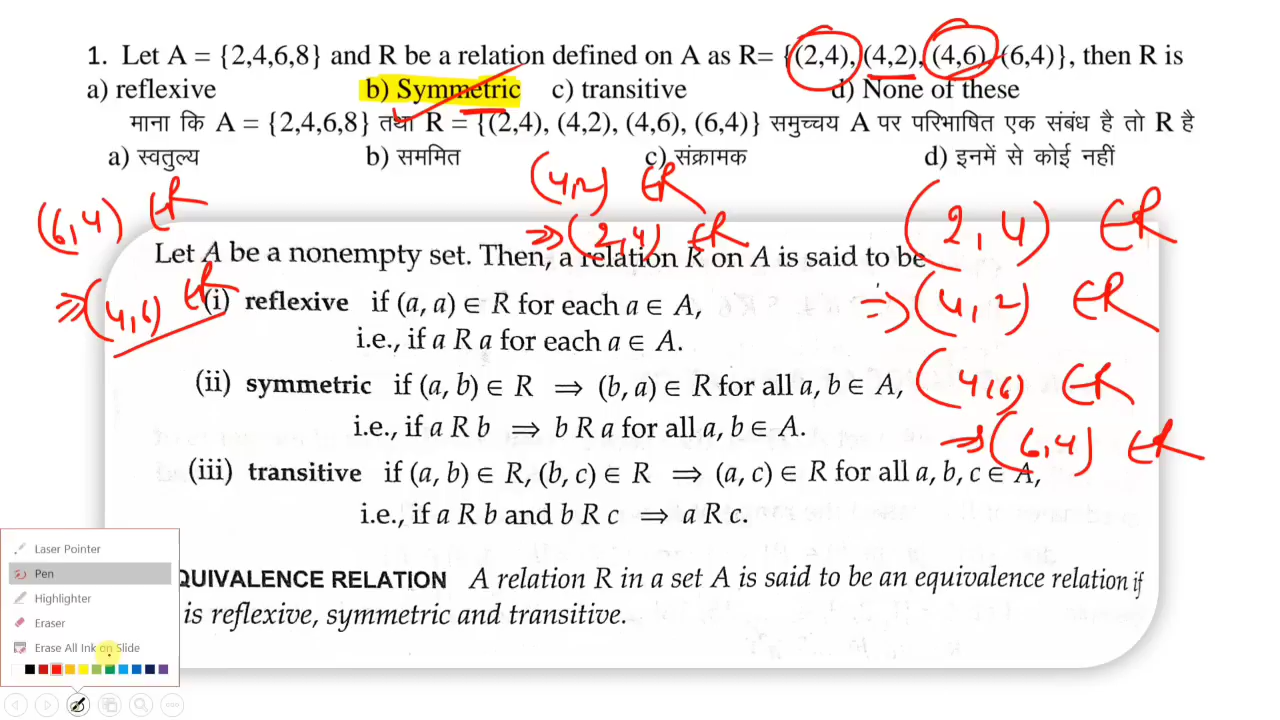 1. Let A = {2,4,6,8} and R be a relation defined on A as R= {(2,4), (4,2), (4,6), (6,4)}, then R is
a) reflexive b) Symmetric c) transitive d) None of these
माना कि A = {2,4,6,8} तथा R = {(2,4), (4,2), (4,6), (6,4)} समुच्चय A पर परिभाषित एक संबंध है तो R है
a) स्वतुल्य b) सममित c) संक्रामक d) इनमें से कोई नहीं
(4,2) ∈R
⇒ (2,4) ∈R
(6,4) ∈R
⇒ (4,6) ∈R
(2,4) ∈R
⇒ (4,2) ∈R
(4,6) ∈R
⇒ (6,4) ∈R
Let A be a nonempty set. Then, a relation R on A is said to be
(i) reflexive if (a, a) ∈ R for each a ∈ A,
i.e., if a R a for each a ∈ A.
(ii) symmetric if (a, b) ∈ R ⟹ (b, a) ∈ R for all a, b ∈ A,
i.e., if a R b ⟹ b R a for all a, b ∈ A.
(iii) transitive if (a, b) ∈ R, (b, c) ∈ R ⟹ (a, c) ∈ R for all a, b, c ∈ A,
i.e., if a R b and b R c ⟹ a R c.
QUIVALENCE RELATION A relation R in a set A is said to be an equivalence relation if
is reflexive, symmetric and transitive.
Laser Pointer
Pen
Highlighter
Eraser
Erase All Ink on Slide